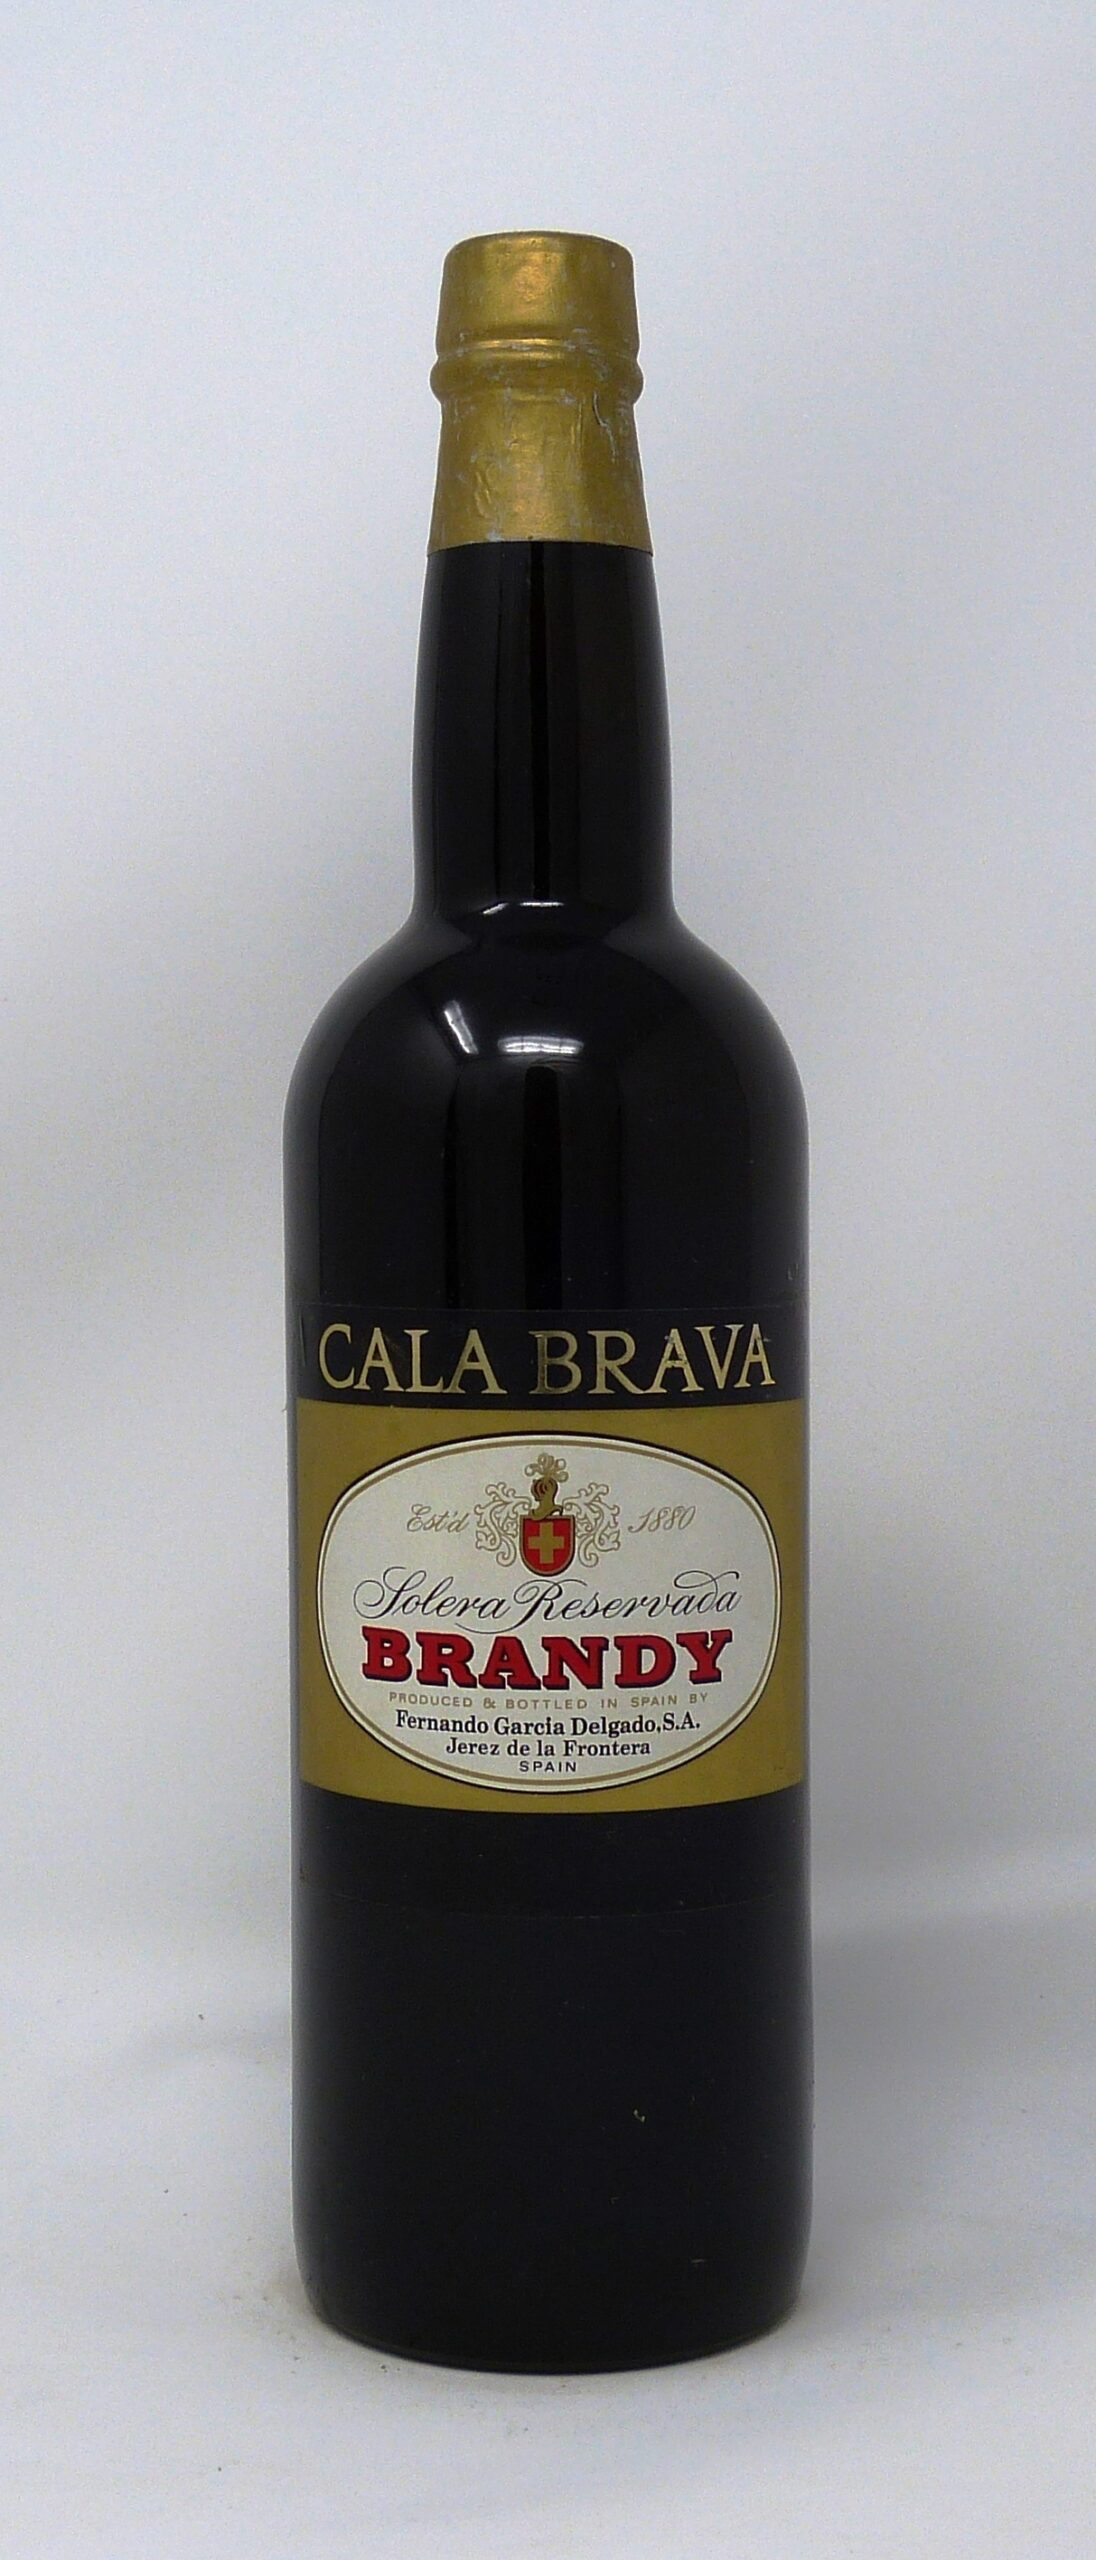 CALA BRAVA
Est'd 1880
Solera Reservada
BRANDY
PRODUCED & BOTTLED IN SPAIN BY
Fernando Garcia Delgado, S.A.
Jerez de la Frontera
SPAIN